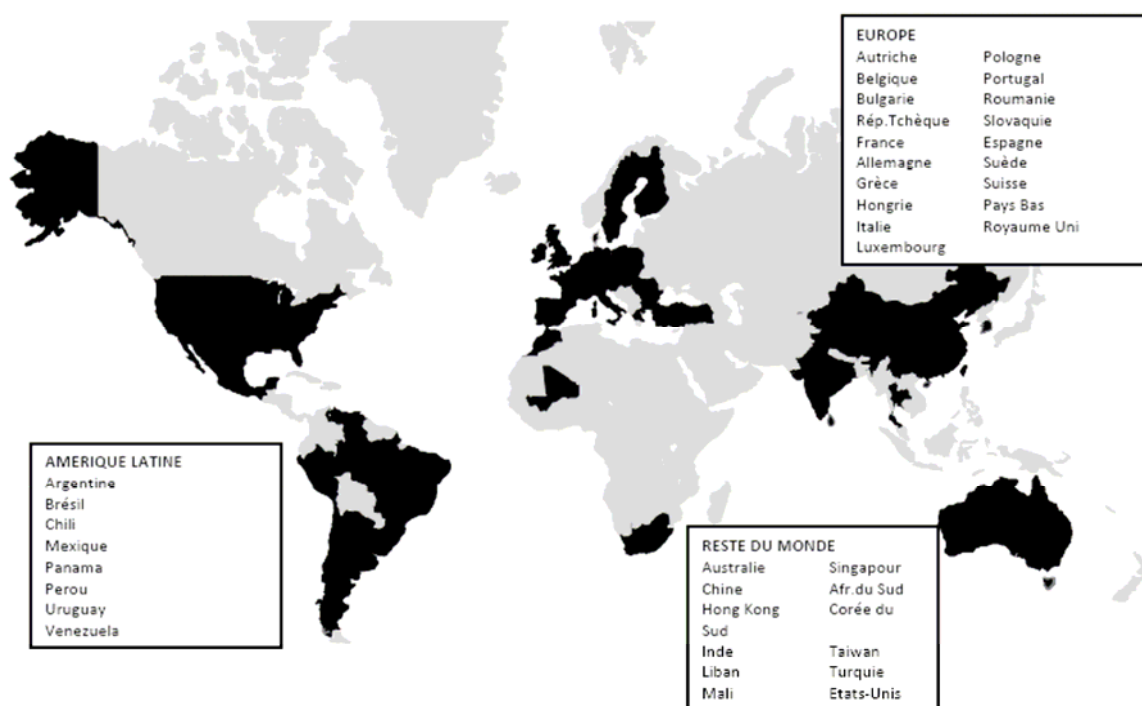 EUROPE
Autriche Pologne
Belgique Portugal
Bulgarie Roumanie
Rép.Tchèque Slovaquie
France Espagne
Allemagne Suède
Grèce Suisse
Hongrie Pays Bas
Italie Royaume Uni
Luxembourg
AMERIQUE LATINE
Argentine
Brésil
Chili
Mexique
Panama
Perou
Uruguay
Venezuela
RESTE DU MONDE
Australie Singapour
Chine Afr.du Sud
Hong Kong Corée du
Sud
Inde Taiwan
Liban Turquie
Mali Etats-Unis